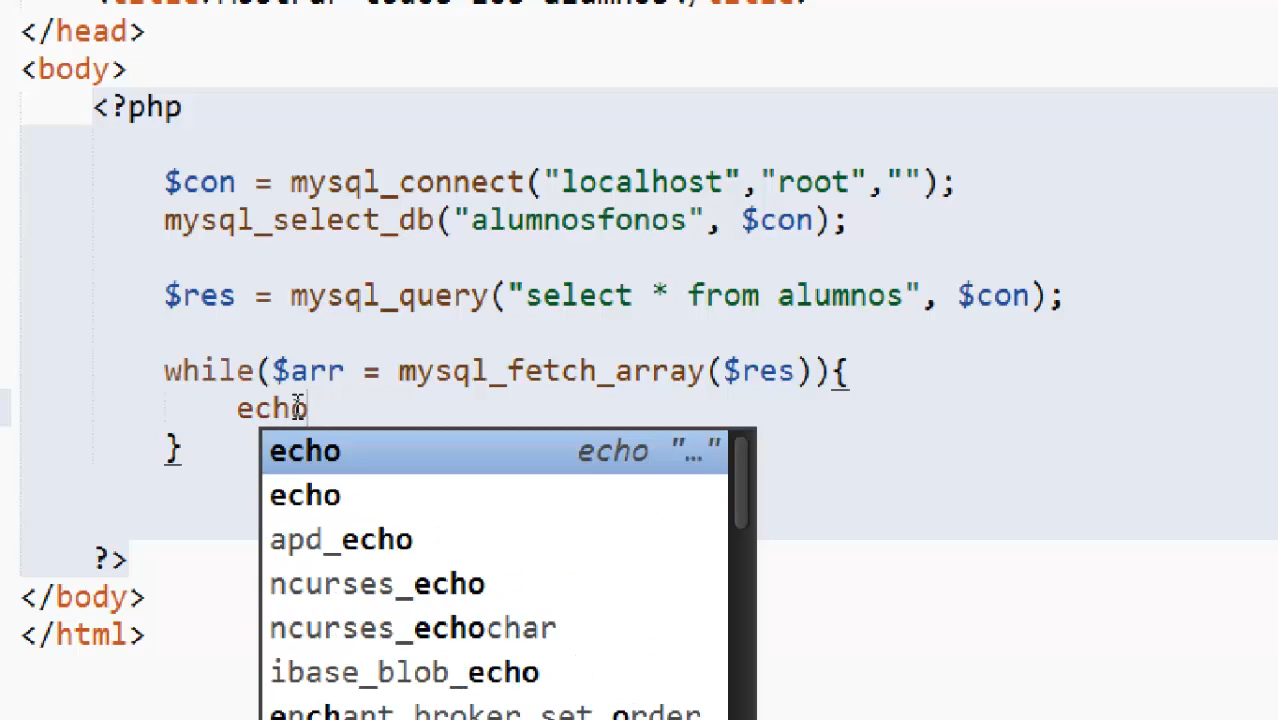 </head>
<body>
<?php
$con = mysql_connect("localhost","root","");
mysql_select_db("alumnosfonos", $con);
$res = mysql_query("select * from alumnos", $con);
while($arr = mysql_fetch_array($res)){
echo
}
echo echo "…"
echo
apd_echo
ncurses_echo
ncurses_echochar
ibase_blob_echo
enchant_broker_set_order
?>
</body>
</html>